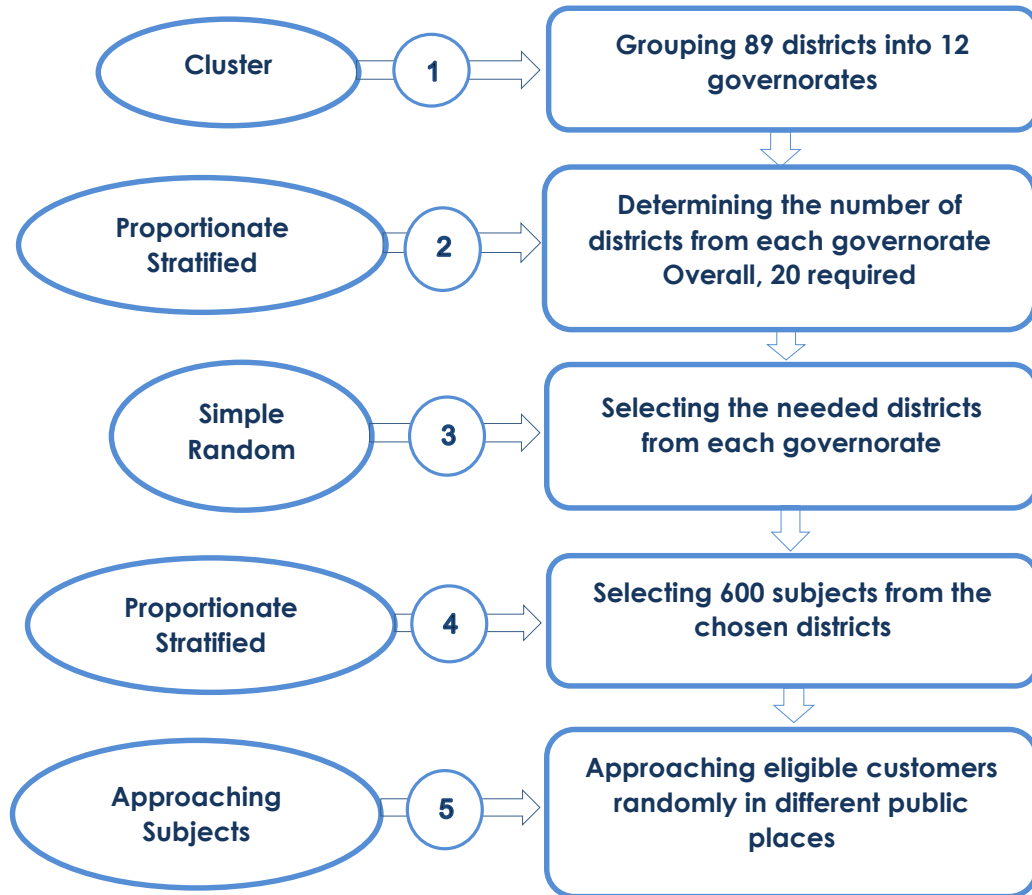 Cluster
1
Grouping 89 districts into 12
governorates
Proportionate
Stratified
2
Determining the number of
districts from each governorate
Overall, 20 required
Simple
Random
3
Selecting the needed districts
from each governorate
Proportionate
Stratified
4
Selecting 600 subjects from the
chosen districts
Approaching
Subjects
5
Approaching eligible customers
randomly in different public
places